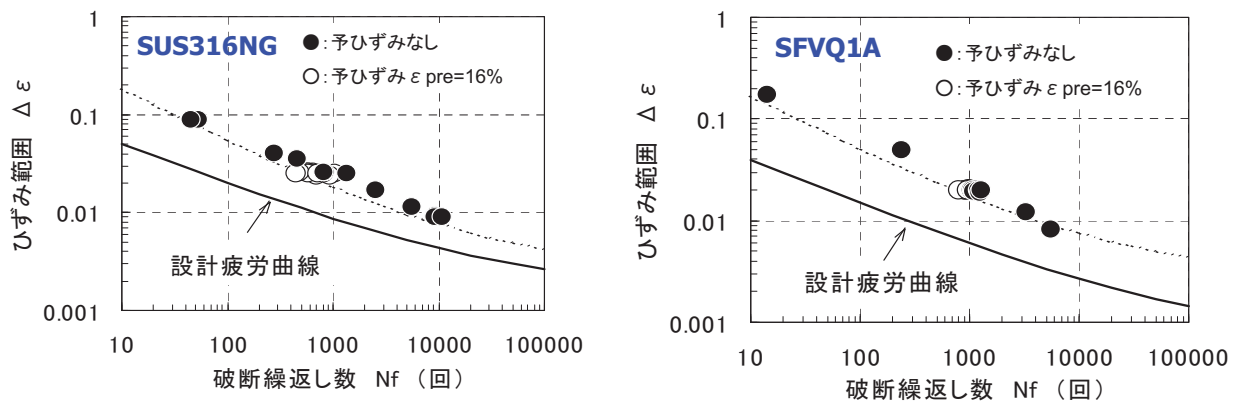 SUS316NG
●:予ひずみなし
○:予ひずみ ε pre=16%
ひずみ範囲 Δ ε
1
0.1
0.01
0.001
設計疲労曲線
10 100 1000 10000 100000
破断繰返し数 Nf (回)
SFVQ1A
●:予ひずみなし
○:予ひずみ ε pre=16%
ひずみ範囲 Δ ε
1
0.1
0.01
0.001
設計疲労曲線
10 100 1000 10000 100000
破断繰返し数 Nf (回)